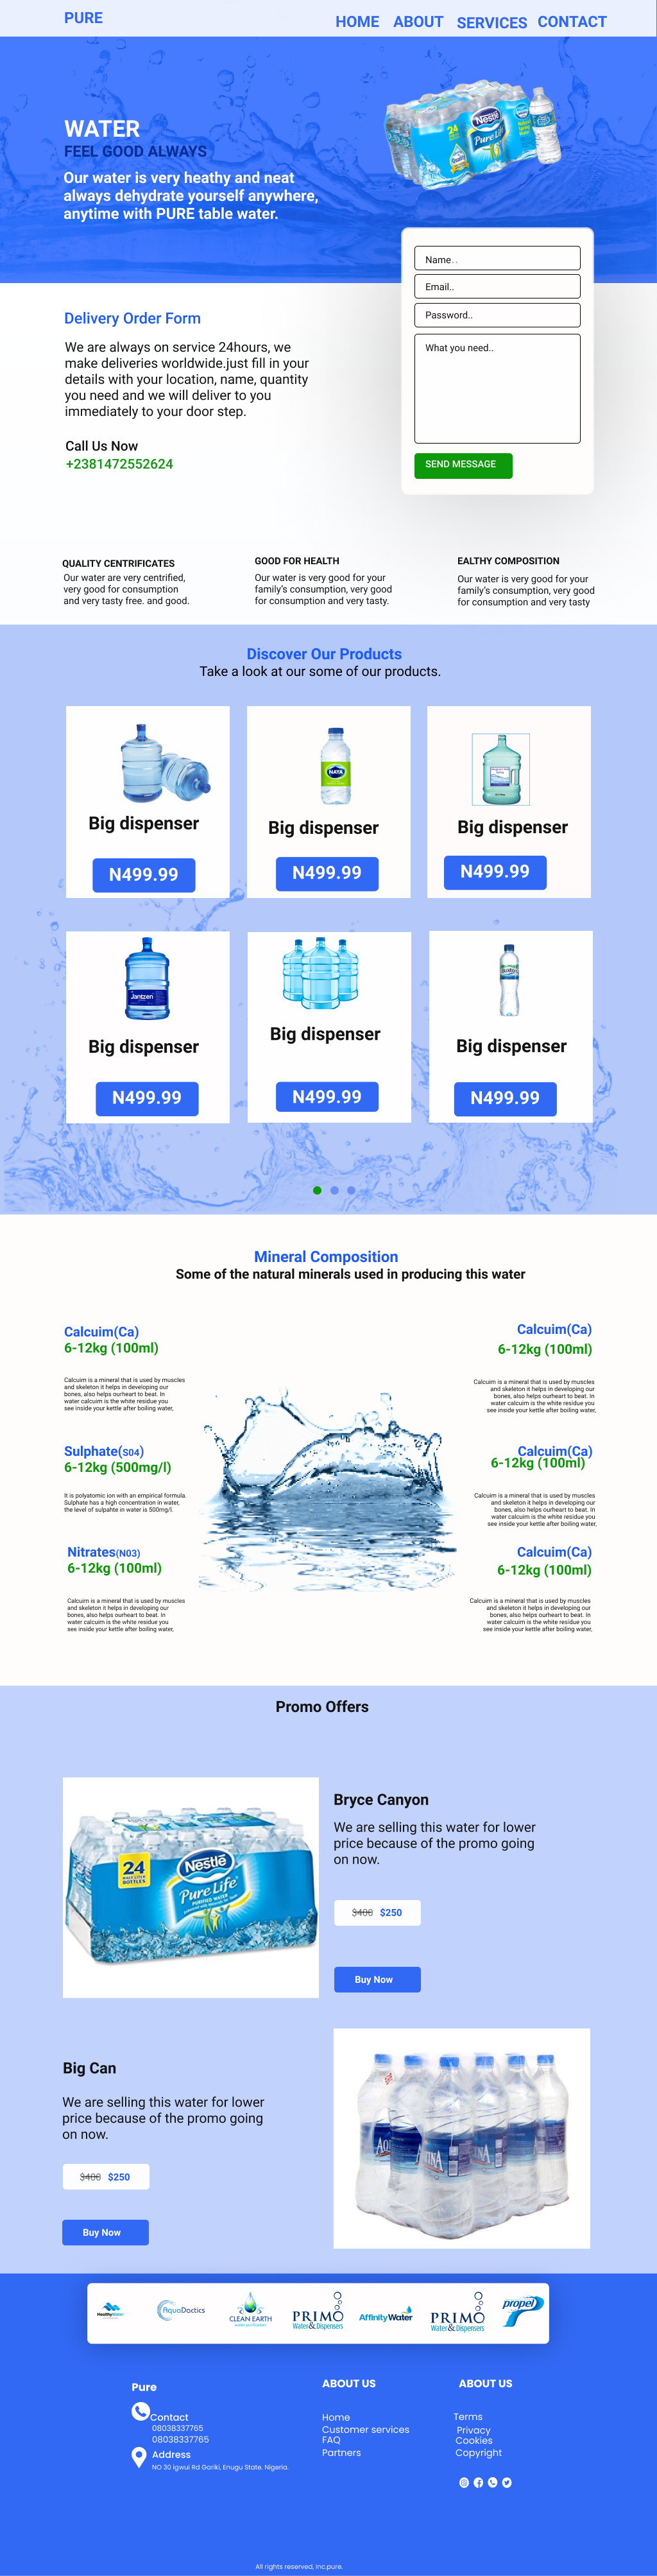 PURE
HOME ABOUT SERVICES CONTACT
WATER
FEEL GOOD ALWAYS
Our water is very heathy and neat
always dehydrate yourself anywhere,
anytime with PURE table water.
24
Nestlé
Pure Life
Name..
Email..
Password..
What you need..
SEND MESSAGE
Delivery Order Form
We are always on service 24hours, we
make deliveries worldwide.just fill in your
details with your location, name, quantity
you need and we will deliver to you
immediately to your door step.
Call Us Now
+2381472552624
QUALITY CENTRIFICATES
Our water are very centrified,
very good for consumption
and very tasty free. and good.
GOOD FOR HEALTH
Our water is very good for your
family's consumption, very good
for consumption and very tasty.
EALTHY COMPOSITION
Our water is very good for your
family's consumption, very good
for consumption and very tasty
Discover Our Products
Take a look at our some of our products.
Big dispenser
N499.99
NAYA
Big dispenser
N499.99
Big dispenser
N499.99
Jantzen
Big dispenser
N499.99
Big dispenser
N499.99
Big dispenser
N499.99
Mineral Composition
Some of the natural minerals used in producing this water
Calcuim(Ca)
6-12kg (100ml)
Calcuim is a mineral that is used by muscles
and skeleton it helps in developing our
bones, also helps ourheart to beat. In
water calcuim is the white residue you
see inside your kettle after boiling water,
Sulphate(S04)
6-12kg (500mg/l)
It is polyatomic ion with an empirical formula.
Sulphate has a high concentration in water,
the level of sulpahte in water is 500mg/l.
Nitrates(N03)
6-12kg (100ml)
Calcuim is a mineral that is used by muscles
and skeleton it helps in developing our
bones, also helps ourheart to beat. In
water calcuim is the white residue you
see inside your kettle after boiling water,
Calcuim(Ca)
6-12kg (100ml)
Calcuim is a mineral that is used by muscles
and skeleton it helps in developing our
bones, also helps ourheart to beat. In
water calcuim is the white residue you
see inside your kettle after boiling water,
Calcuim(Ca)
6-12kg (100ml)
Calcuim is a mineral that is used by muscles
and skeleton it helps in developing our
bones, also helps ourheart to beat. In
water calcuim is the white residue you
see inside your kettle after boiling water,
Calcuim(Ca)
6-12kg (100ml)
Calcuim is a mineral that is used by muscles
and skeleton it helps in developing our
bones, also helps ourheart to beat. In
water calcuim is the white residue you
see inside your kettle after boiling water,
Promo Offers
24
HALF LITER
BOTTLES
Nestlé
Pure Life
PURIFIED WATER
Bryce Canyon
We are selling this water for lower
price because of the promo going
on now.
$400 $250
Buy Now
Big Can
We are selling this water for lower
price because of the promo going
on now.
$400 $250
Buy Now
HealthyWater
AquaDactics
CLEAN EARTH
water purification
PRIMO
Water&Dispensers
AffinityWater
PRIMO
Water&Dispensers
propel
Pure
Contact
08038337765
08038337765
Address
NO 30 igwui Rd Gariki, Enugu State. Nigeria.
ABOUT US
Home
Customer services
FAQ
Partners
ABOUT US
Terms
Privacy
Cookies
Copyright
All rights reserved, Inc.pure.